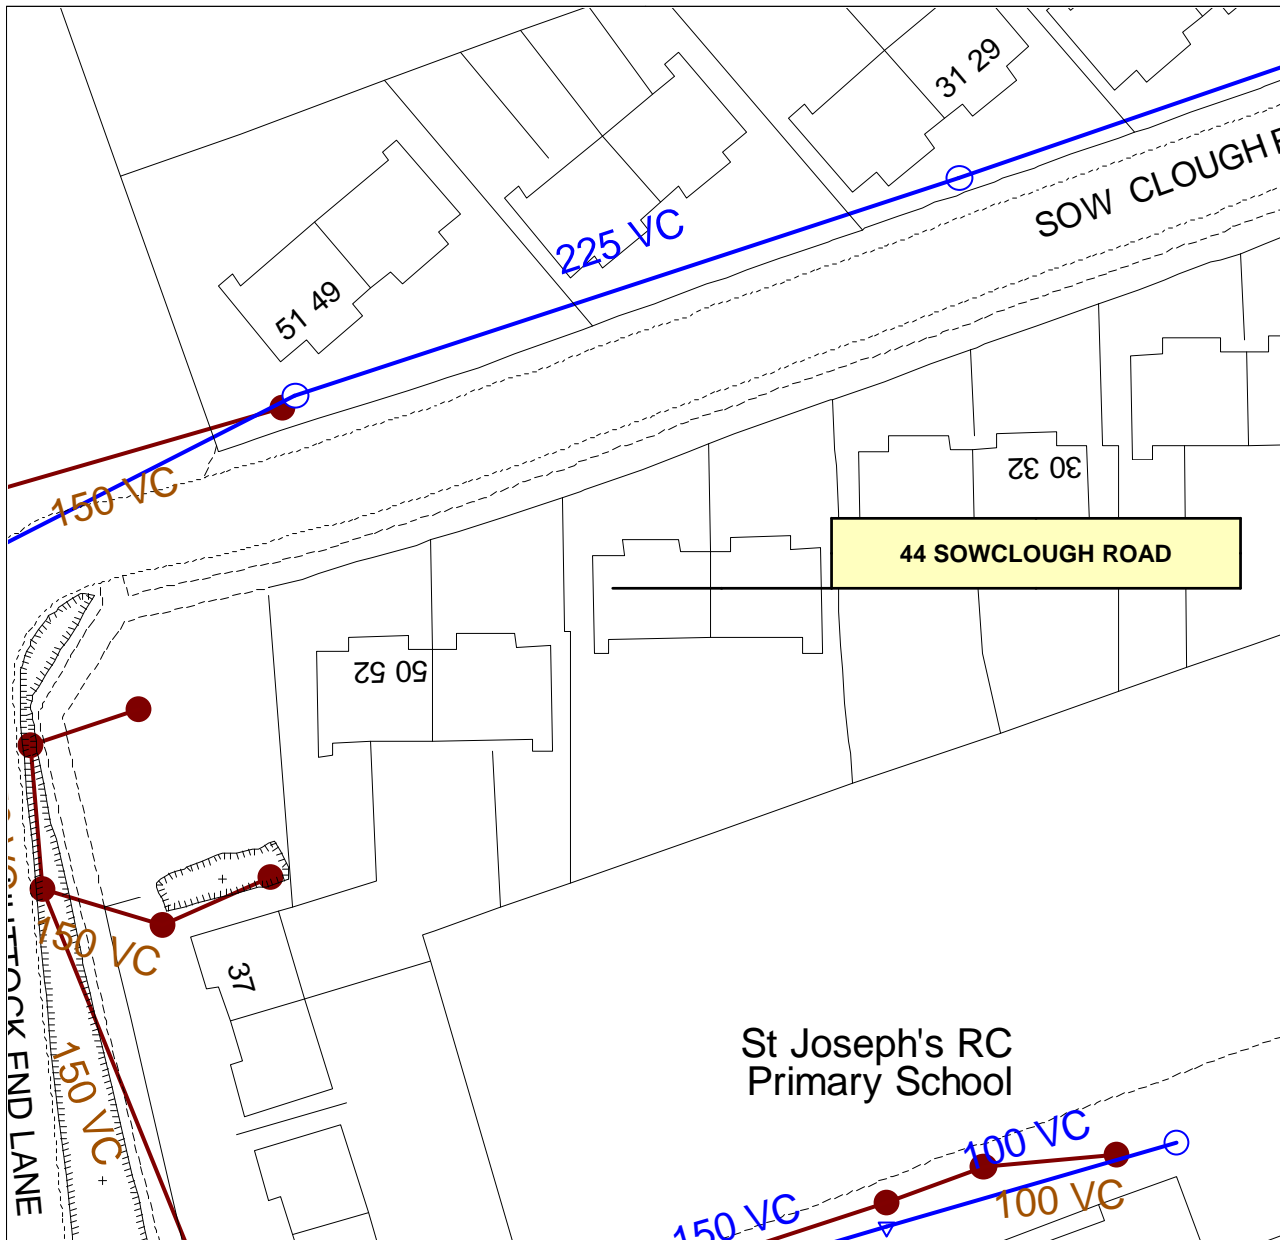 31 29
SOW CLOUGH
225 VC
51 49
30 32
150 VC
44 SOWCLOUGH ROAD
50 52
150 VC
37
St Joseph's RC
Primary School
150 VC
END LANE
100 VC
100 VC
150 VC